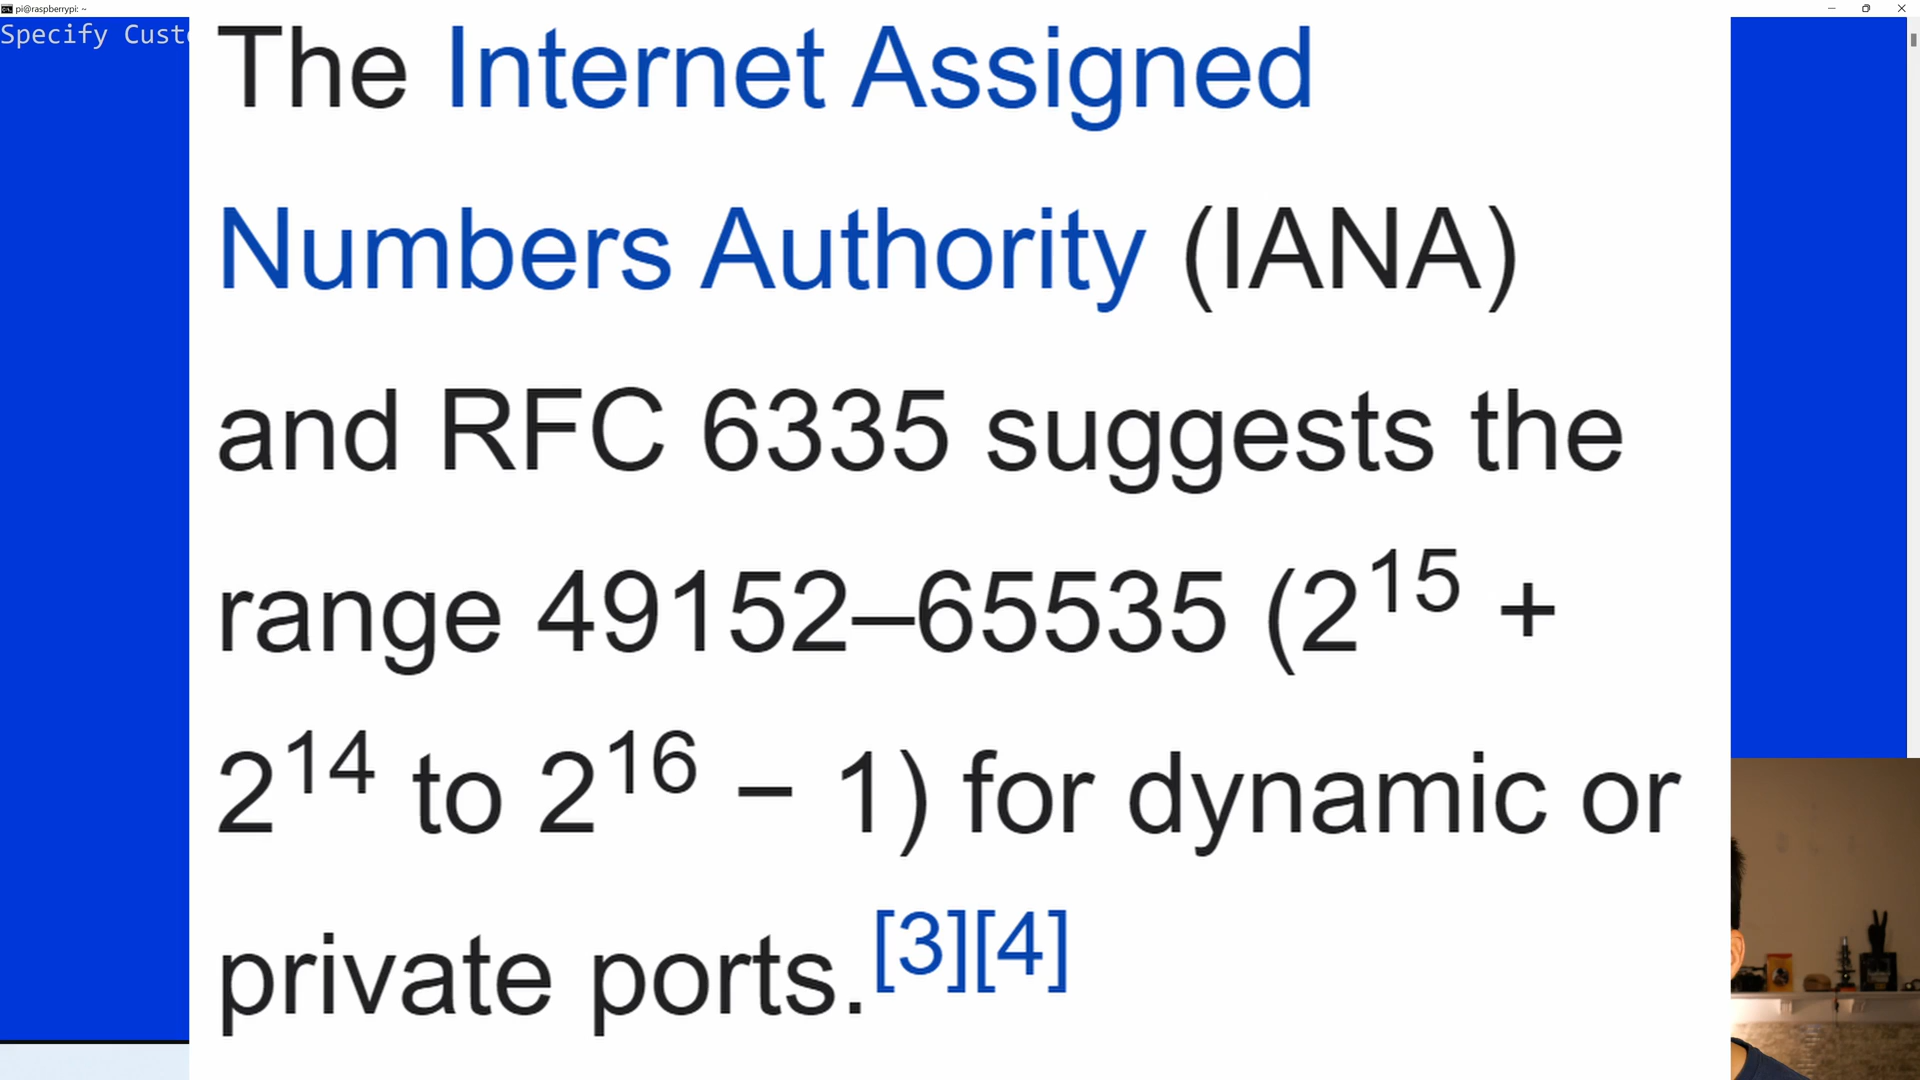 pi@raspberrypi: ~
Specify Cust
The Internet Assigned
Numbers Authority (IANA)
and RFC 6335 suggests the
range 49152–65535 (2¹⁵ +
2¹⁴ to 2¹⁶ − 1) for dynamic or
private ports.[3][4]